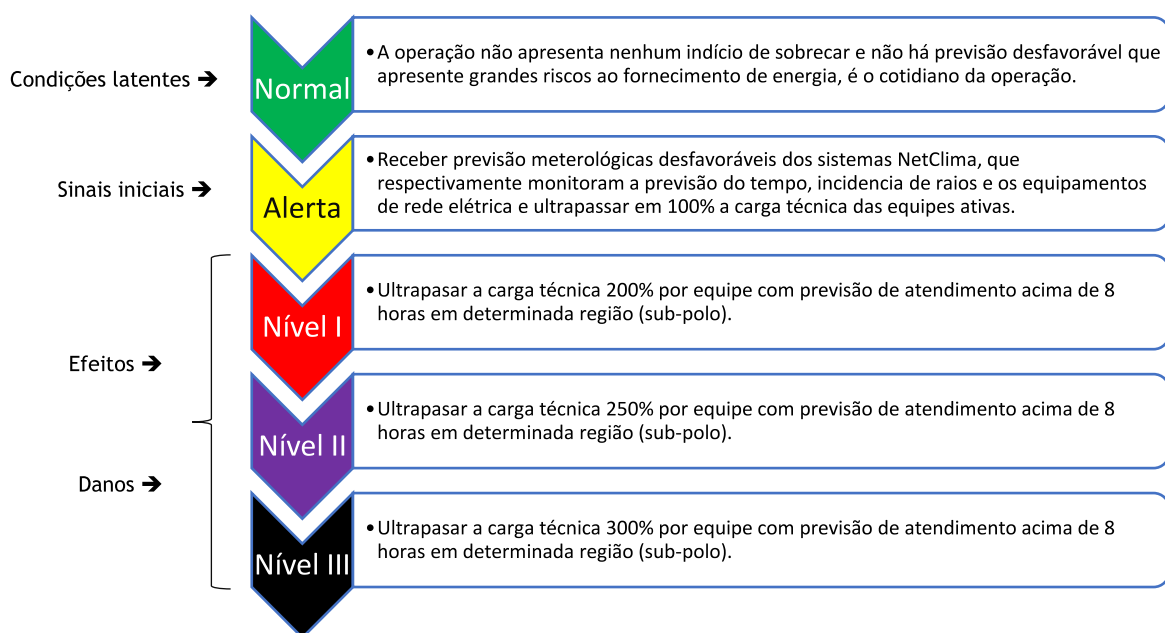 Condições latentes ➔
Normal
•A operação não apresenta nenhum indício de sobrecar e não há previsão desfavorável que
apresente grandes riscos ao fornecimento de energia, é o cotidiano da operação.
Sinais iniciais ➔
Alerta
•Receber previsão meterológicas desfavoráveis dos sistemas NetClima, que
respectivamente monitoram a previsão do tempo, incidencia de raios e os equipamentos
de rede elétrica e ultrapassar em 100% a carga técnica das equipes ativas.
Efeitos ➔
Danos ➔
Nível I
•Ultrapasar a carga técnica 200% por equipe com previsão de atendimento acima de 8
horas em determinada região (sub-polo).
Nível II
•Ultrapasar a carga técnica 250% por equipe com previsão de atendimento acima de 8
horas em determinada região (sub-polo).
Nível III
•Ultrapasar a carga técnica 300% por equipe com previsão de atendimento acima de 8
horas em determinada região (sub-polo).